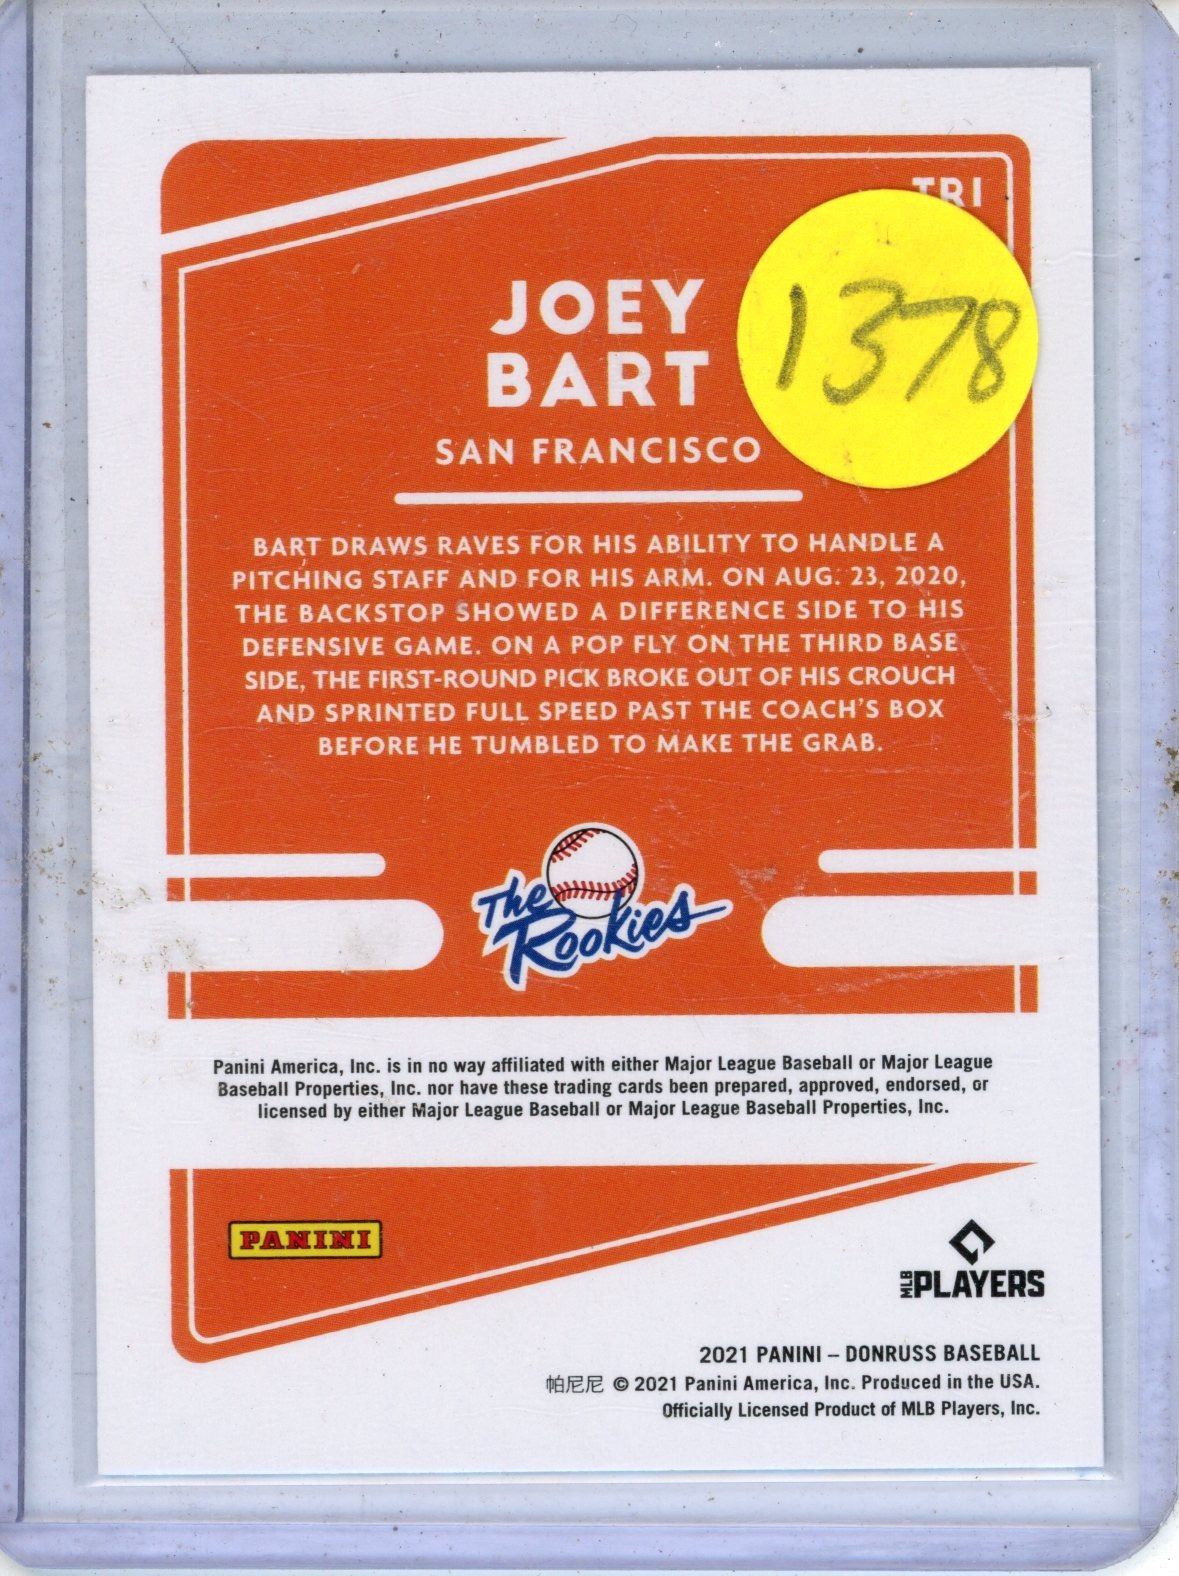 TR1
1378
JOEY
BART
SAN FRANCISCO
BART DRAWS RAVES FOR HIS ABILITY TO HANDLE A
PITCHING STAFF AND FOR HIS ARM. ON AUG. 23, 2020,
THE BACKSTOP SHOWED A DIFFERENCE SIDE TO HIS
DEFENSIVE GAME. ON A POP FLY ON THE THIRD BASE
SIDE, THE FIRST-ROUND PICK BROKE OUT OF HIS CROUCH
AND SPRINTED FULL SPEED PAST THE COACH'S BOX
BEFORE HE TUMBLED TO MAKE THE GRAB.
The
Rookies
Panini America, Inc. is in no way affiliated with either Major League Baseball or Major League
Baseball Properties, Inc. nor have these trading cards been prepared, approved, endorsed, or
licensed by either Major League Baseball or Major League Baseball Properties, Inc.
PANINI
MLB PLAYERS
2021 PANINI – DONRUSS BASEBALL
帕尼尼 © 2021 Panini America, Inc. Produced in the USA.
Officially Licensed Product of MLB Players, Inc.